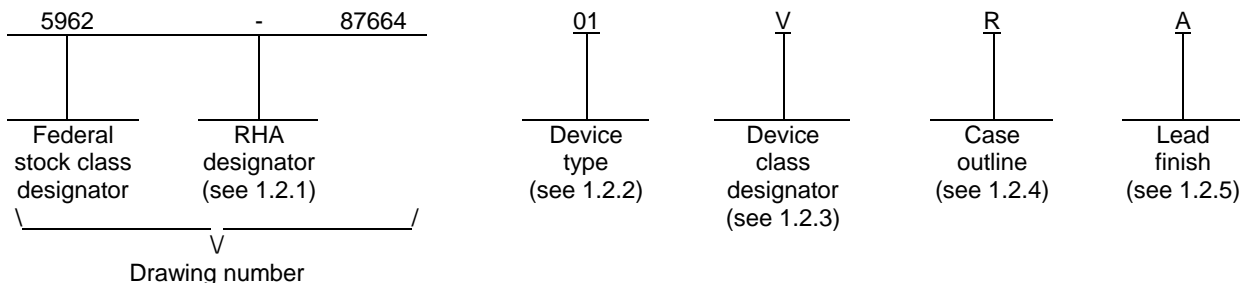 5962 - 87664 01 V R A
Federal stock class designator
RHA designator (see 1.2.1)
Device type (see 1.2.2)
Device class designator (see 1.2.3)
Case outline (see 1.2.4)
Lead finish (see 1.2.5)
\/
Drawing number